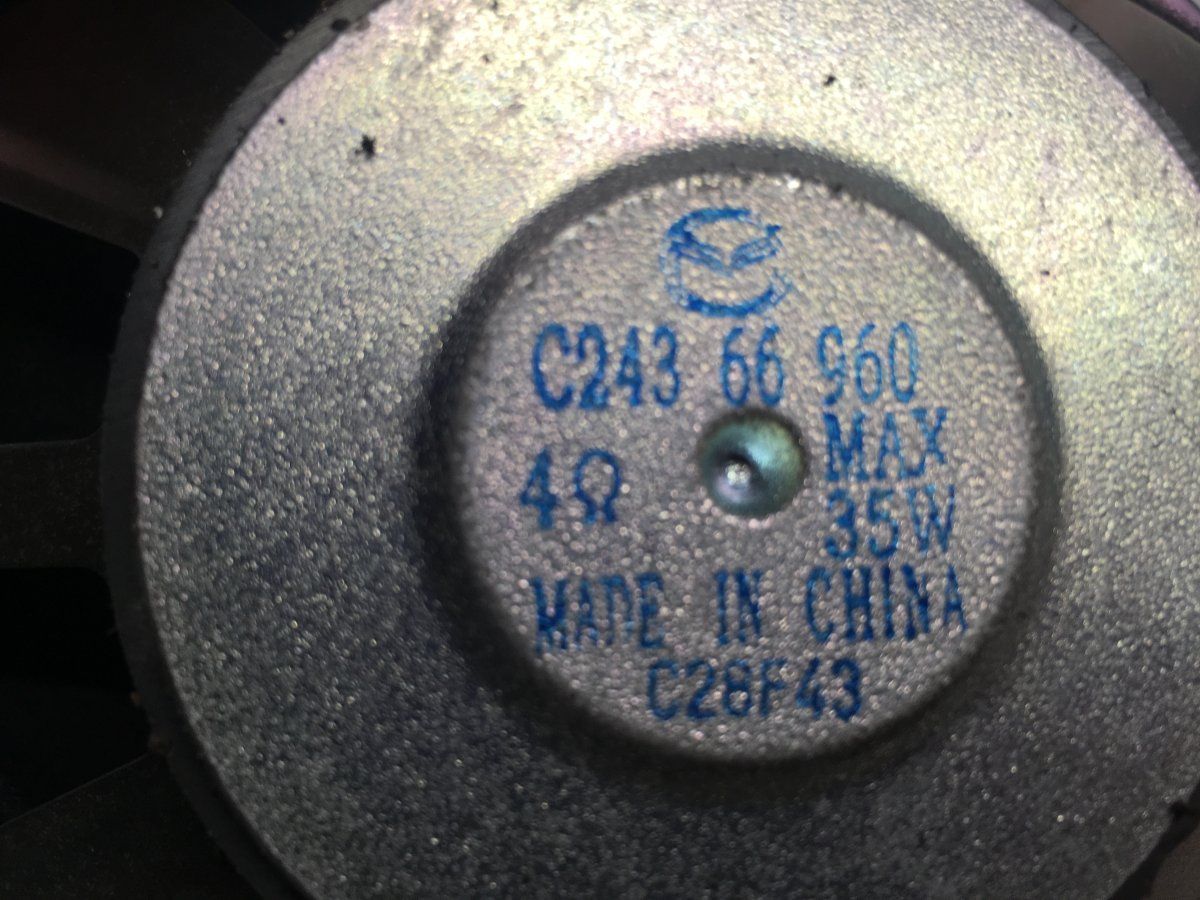 C243 66 960
4Ω MAX
35W
MADE IN CHINA
C28F43